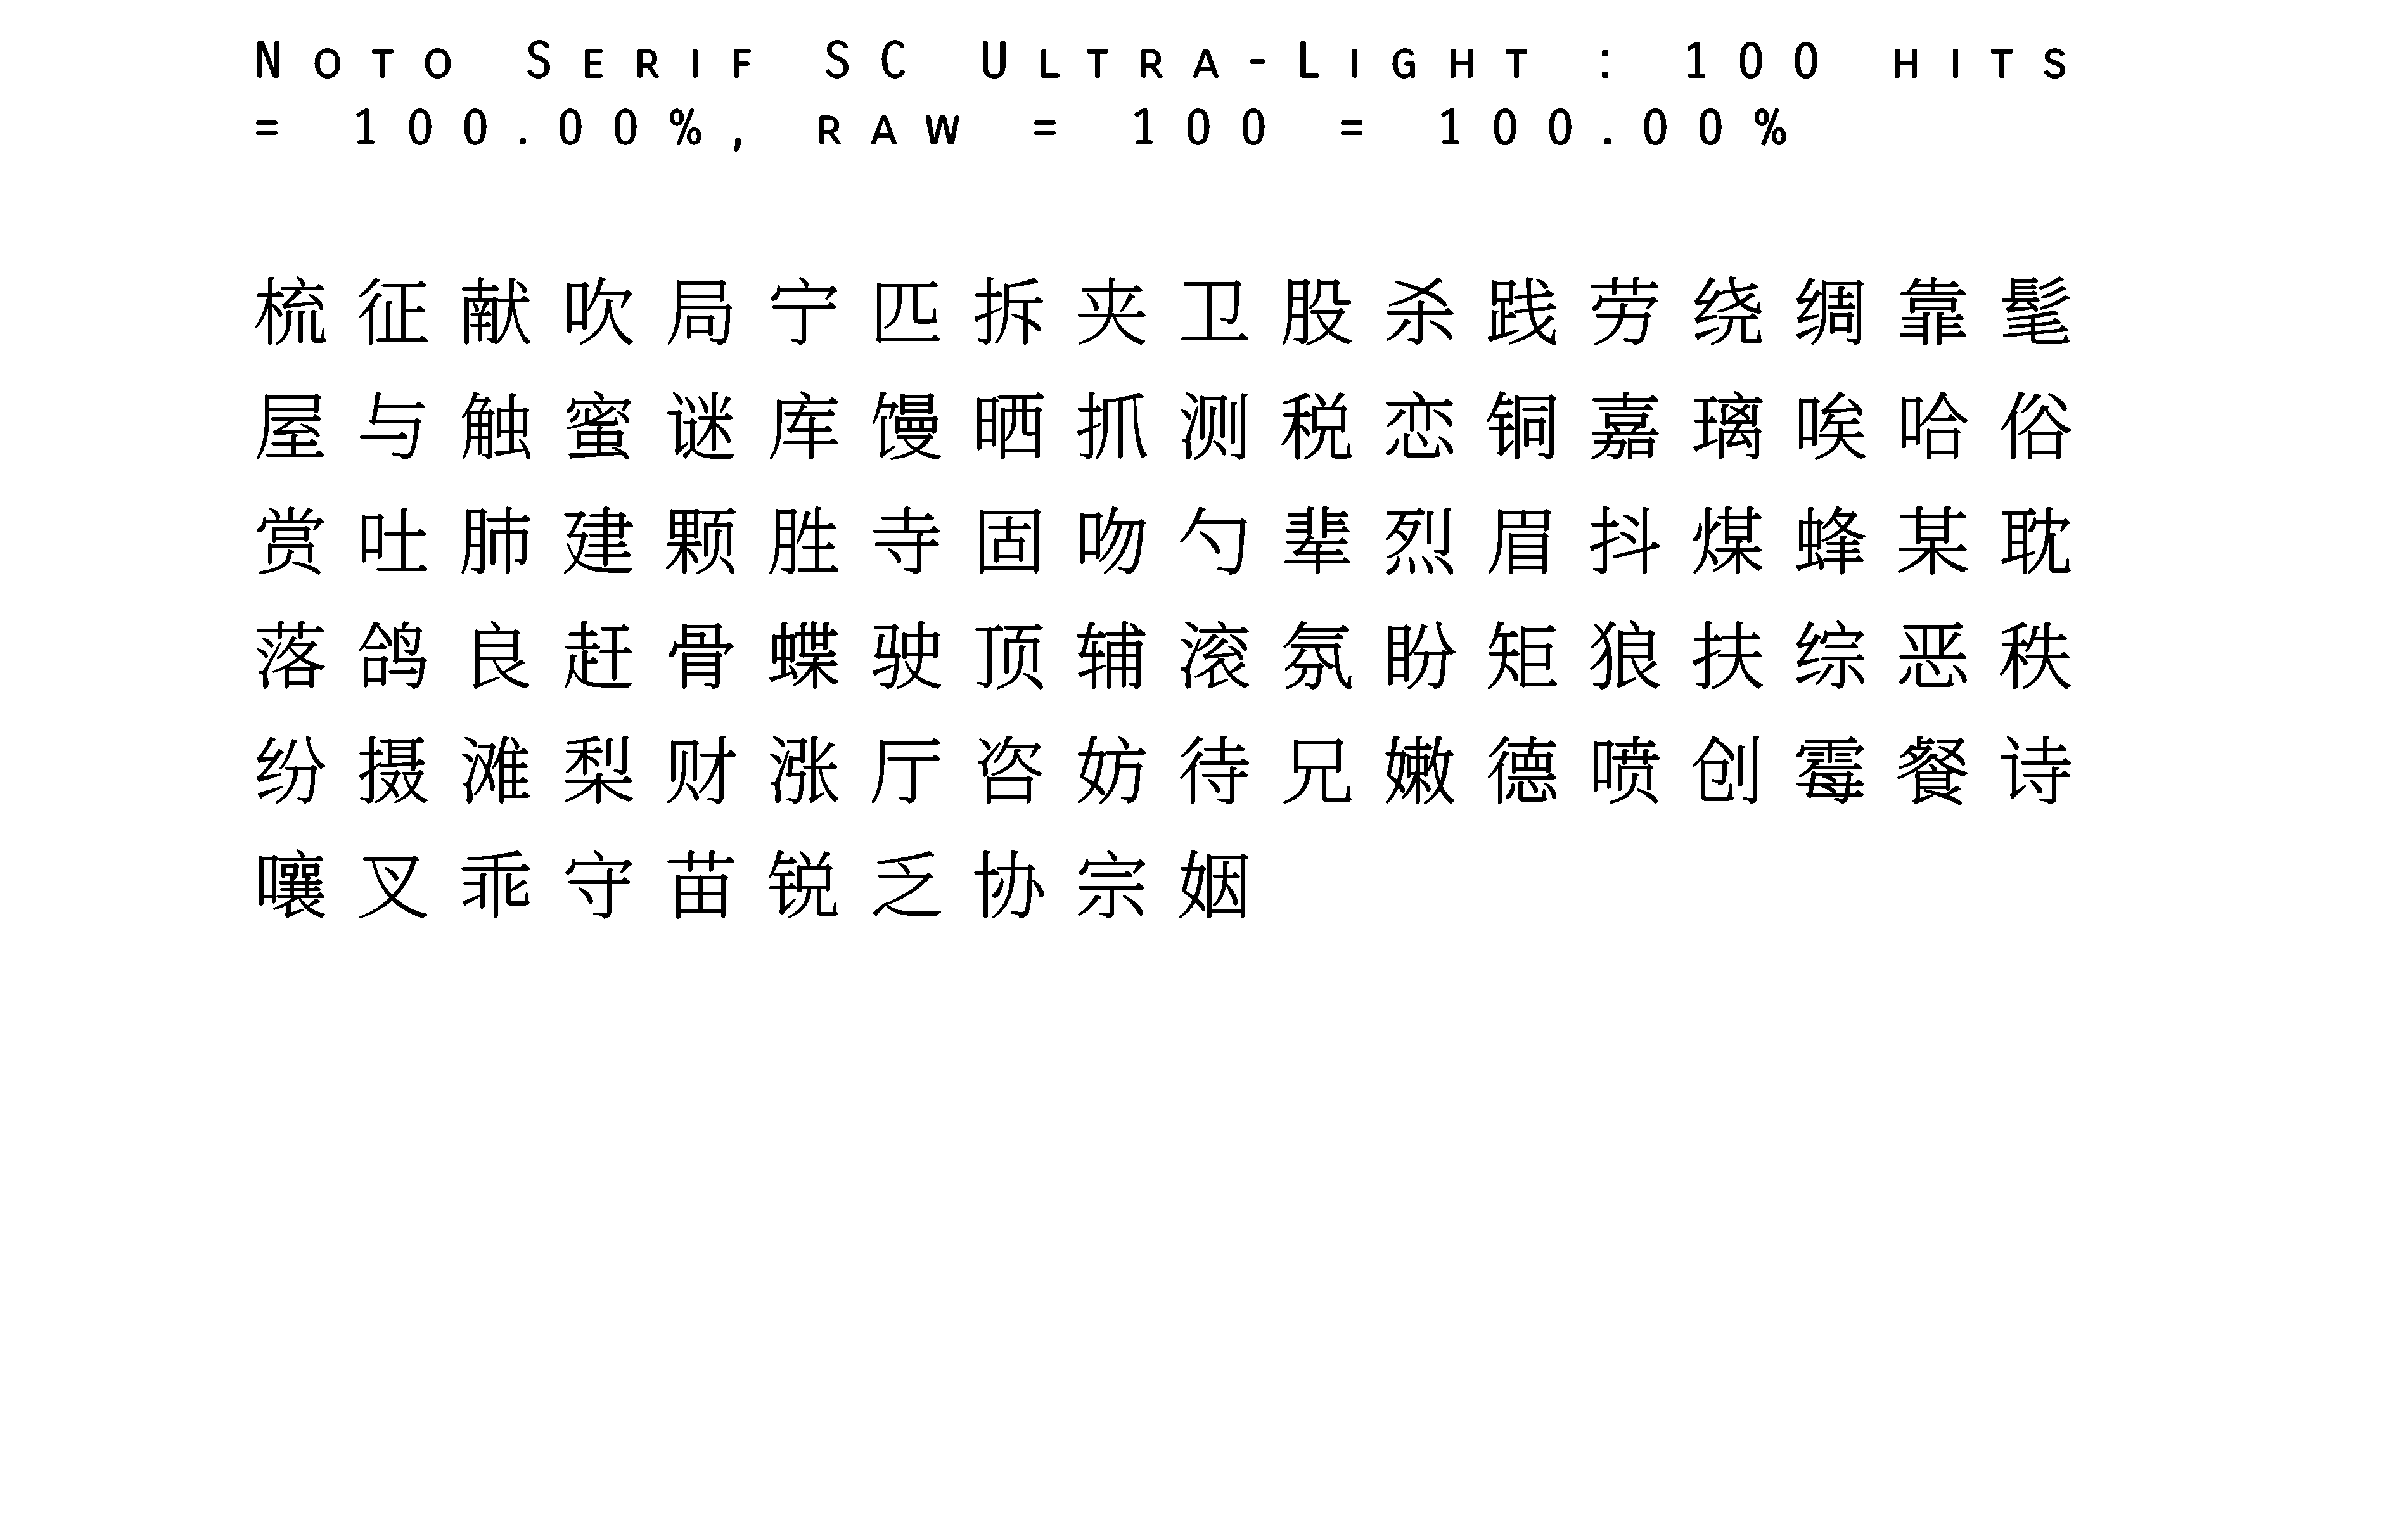 Noto Serif SC Ultra-Light : 100 hits
= 100.00%, raw = 100 = 100.00%
梳征献吹局宁匹拆夹卫股杀践劳绕绸靠髦
屋与触蜜谜库馒晒抓测税恋铜嘉璃唉哈俗
赏吐肺建颗胜寺固吻勺辈烈眉抖煤蜂某耽
落鸽良赶骨蝶驶顶辅滚氛盼矩狼扶综恶秩
纷摄滩梨财涨厅咨妨待兄嫩德喷创霉餐诗
嚷叉乖守苗锐乏协宗姻